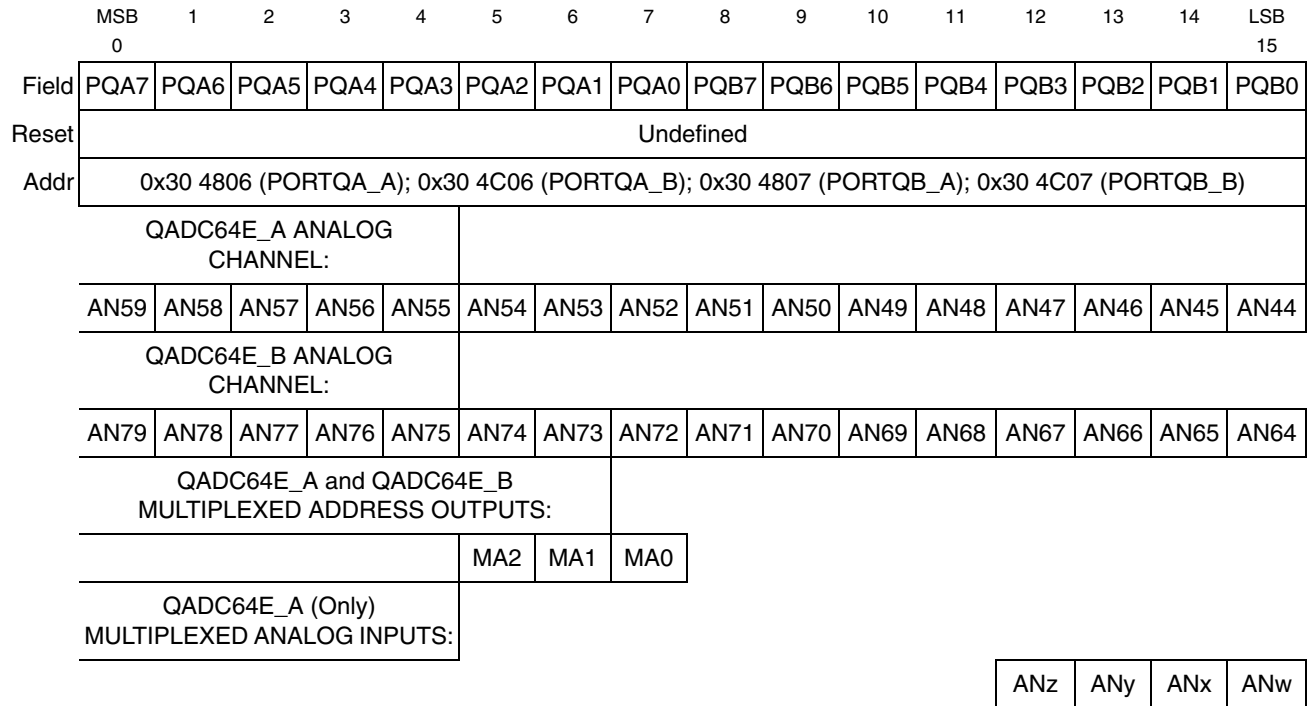 MSB 1 2 3 4 5 6 7 8 9 10 11 12 13 14 LSB
0 15
Field PQA7 PQA6 PQA5 PQA4 PQA3 PQA2 PQA1 PQA0 PQB7 PQB6 PQB5 PQB4 PQB3 PQB2 PQB1 PQB0
Reset Undefined
Addr 0x30 4806 (PORTQA_A); 0x30 4C06 (PORTQA_B); 0x30 4807 (PORTQB_A); 0x30 4C07 (PORTQB_B)
QADC64E_A ANALOG
CHANNEL:
AN59 AN58 AN57 AN56 AN55 AN54 AN53 AN52 AN51 AN50 AN49 AN48 AN47 AN46 AN45 AN44
QADC64E_B ANALOG
CHANNEL:
AN79 AN78 AN77 AN76 AN75 AN74 AN73 AN72 AN71 AN70 AN69 AN68 AN67 AN66 AN65 AN64
QADC64E_A and QADC64E_B
MULTIPLEXED ADDRESS OUTPUTS:
MA2 MA1 MA0
QADC64E_A (Only)
MULTIPLEXED ANALOG INPUTS:
ANz ANy ANx ANw